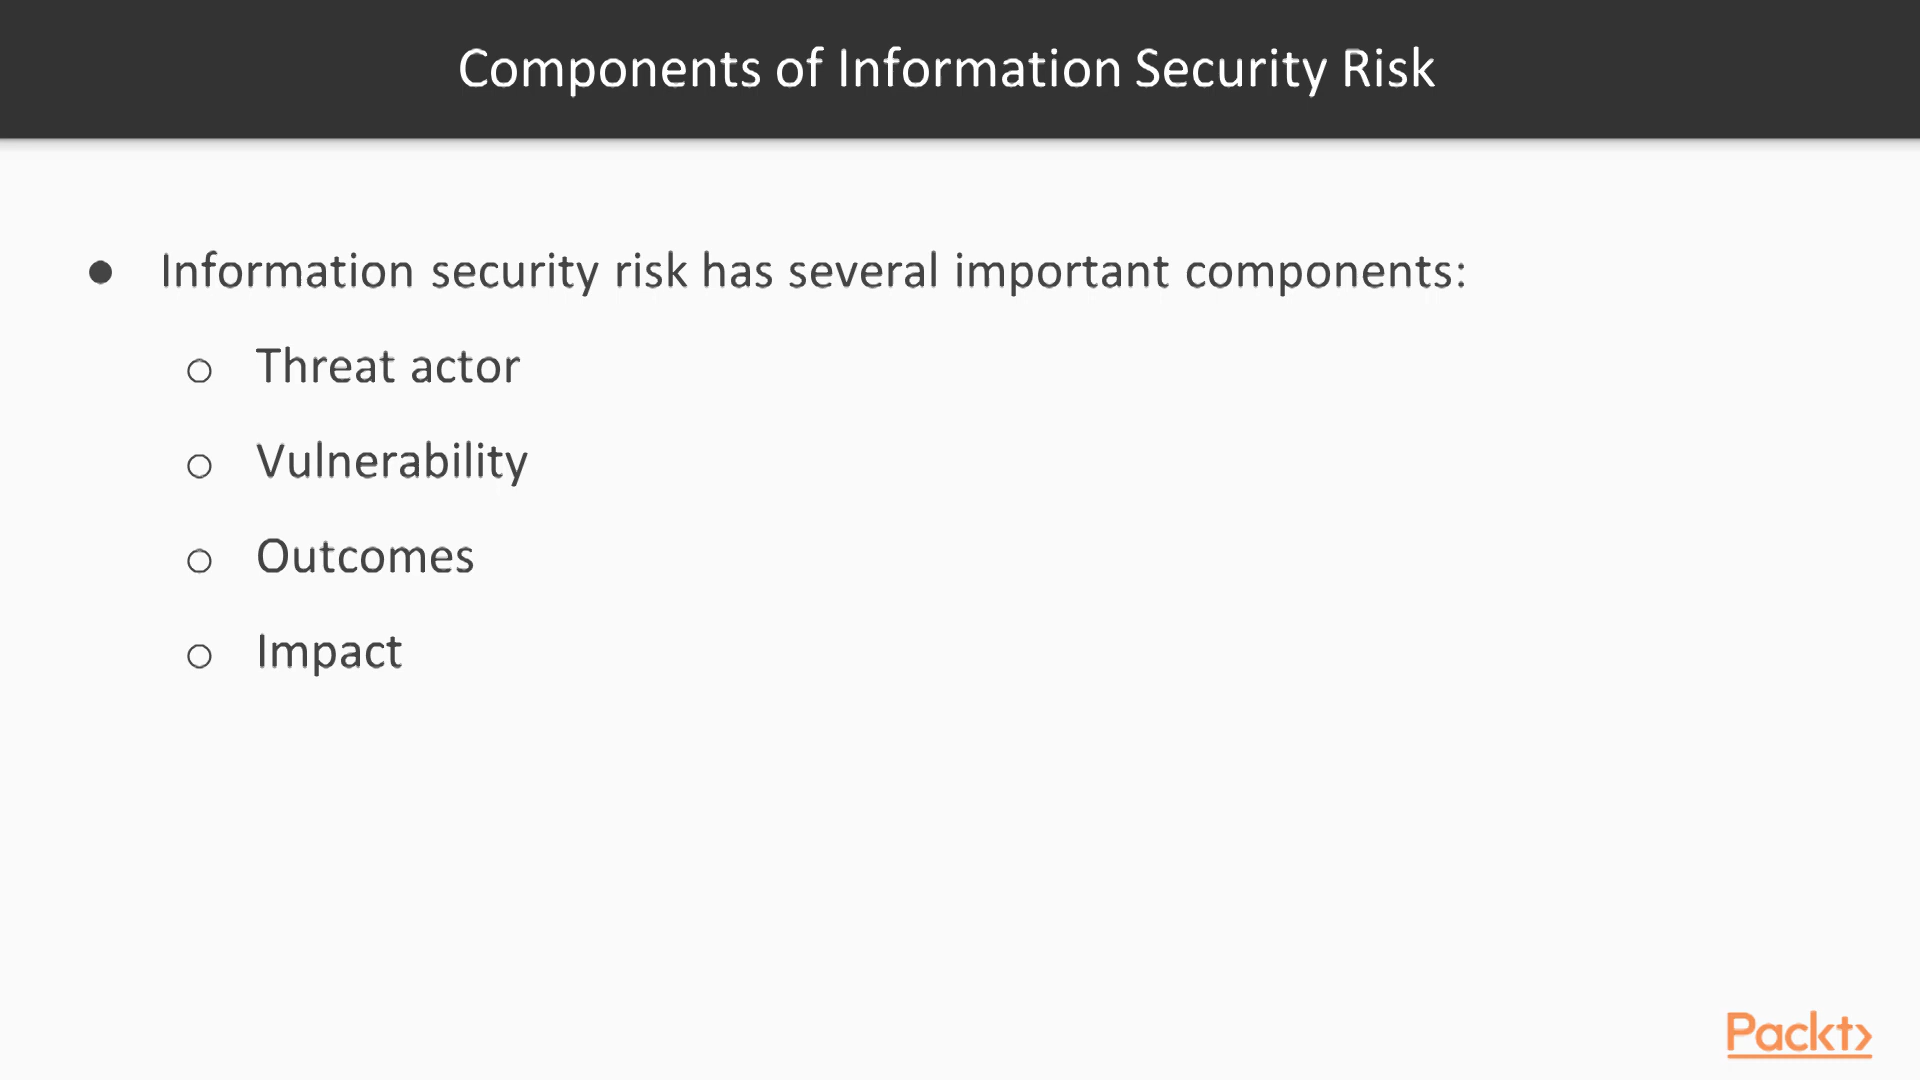 Components of Information Security Risk
● Information security risk has several important components:
○ Threat actor
○ Vulnerability
○ Outcomes
○ Impact
Packt>